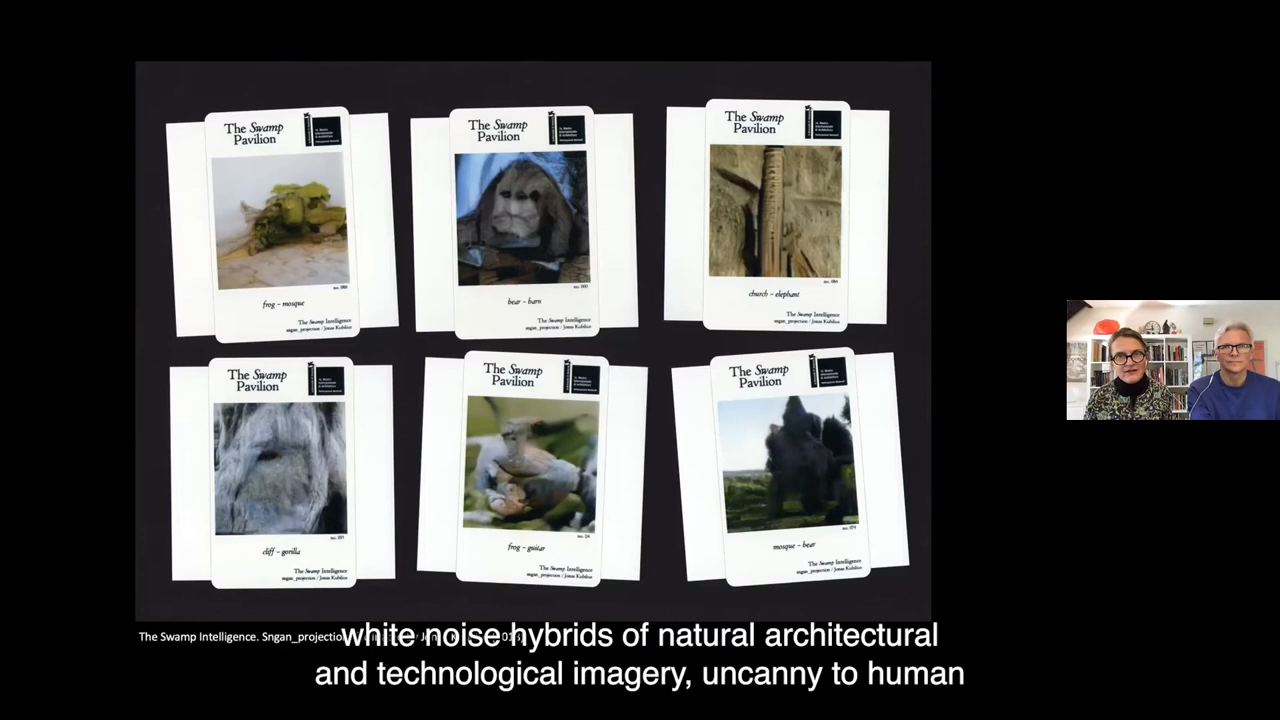 The Swamp
Pavilion
frog – mosque
The Swamp Intelligence
sngan_projection / Jonas Kubilius
The Swamp
Pavilion
bear – barn
The Swamp Intelligence
sngan_projection / Jonas Kubilius
The Swamp
Pavilion
church – elephant
The Swamp Intelligence
sngan_projection / Jonas Kubilius
The Swamp
Pavilion
cliff – gorilla
The Swamp Intelligence
sngan_projection / Jonas Kubilius
The Swamp
Pavilion
frog – guitar
The Swamp Intelligence
sngan_projection / Jonas Kubilius
The Swamp
Pavilion
mosque – bear
The Swamp Intelligence
sngan_projection / Jonas Kubilius
The Swamp Intelligence. Sngan_projection
white noise hybrids of natural architectural
and technological imagery, uncanny to human